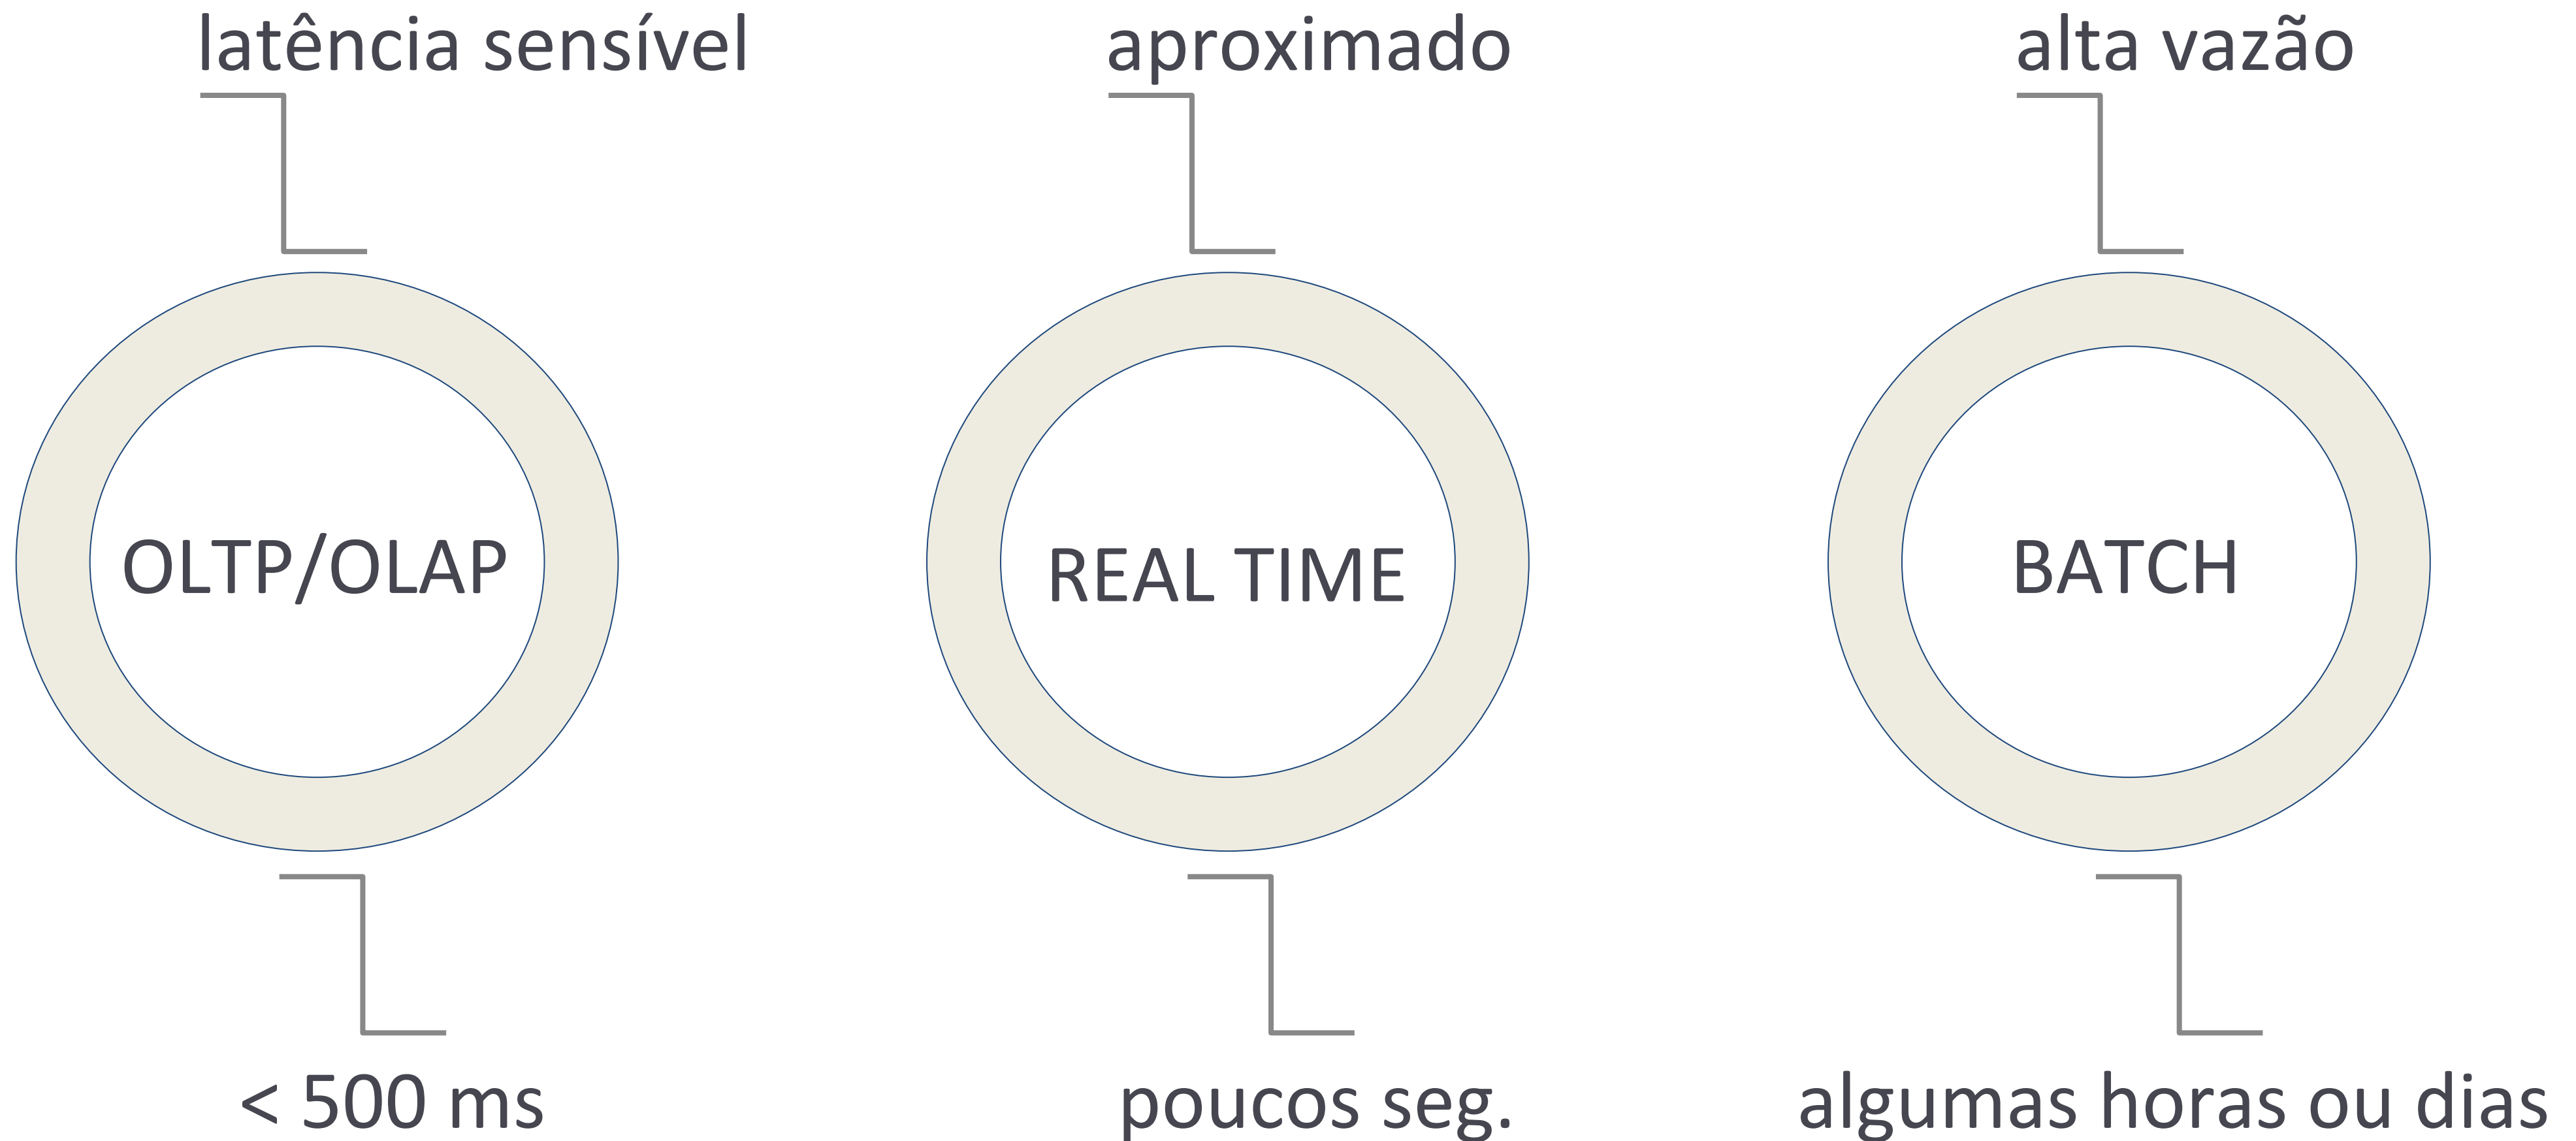 latência sensível
aproximado
alta vazão
OLTP/OLAP
REAL TIME
BATCH
< 500 ms
poucos seg.
algumas horas ou dias